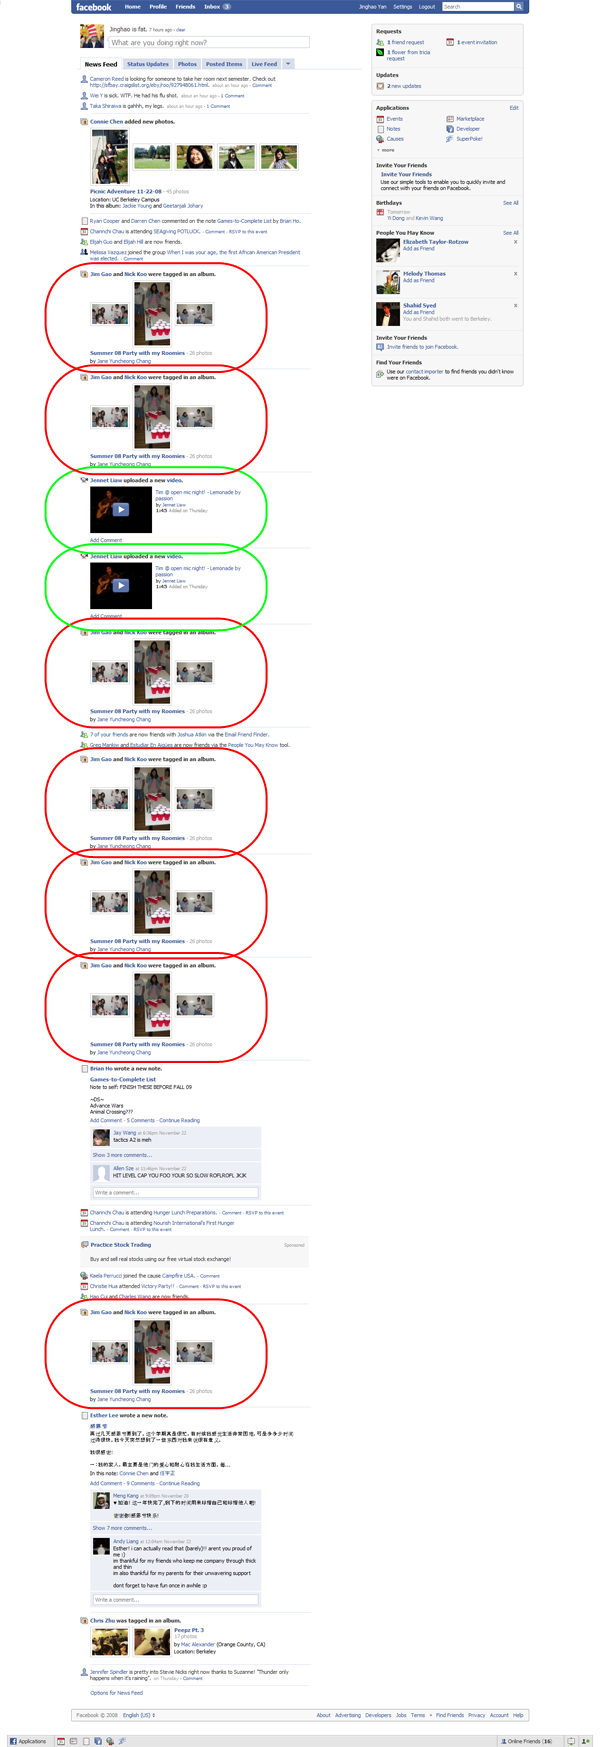 facebook Home Profile Friends Inbox 3 Jinghao Yan Settings Logout Search
Jinghao is fat. 7 hours ago - clear
What are you doing right now?
News Feed Status Updates Photos Posted Items Live Feed
Cameron Reed is looking for someone to take her room next semester. Check out
about an hour ago - Comment
Wei Y is sick. WTF. He had his flu shot. about an hour ago - 1 Comment
Taka Shiraiwa is gahhh, my legs. about an hour ago - 1 Comment
Connie Chen added new photos.
Picnic Adventure 11-22-08 - 45 photos
Location: UC Berkeley Campus
In this album: Jackie Young and Geetanjali Johary
Ryan Cooper and Darren Chen commented on the note Games-to-Complete List by Brian Ho.
Channchi Chau is attending SEAgiving POTLUCK. - Comment - RSVP to this event
Elijah Guo and Elijah Hill are now friends.
Melissa Vazquez joined the group When I was your age, the first African American President
was elected. - Comment
Jim Gao and Nick Koo were tagged in an album.
Summer 08 Party with my Roomies - 26 photos
by Jane Yuncheong Chang
Jim Gao and Nick Koo were tagged in an album.
Summer 08 Party with my Roomies - 26 photos
by Jane Yuncheong Chang
Jennet Liaw uploaded a new video.
Tim @ open mic night! - Lemonade by
passion
by Jennet Liaw
1:45 Added on Thursday
Add Comment
Jennet Liaw uploaded a new video.
Tim @ open mic night! - Lemonade by
passion
by Jennet Liaw
1:45 Added on Thursday
Add Comment
Jim Gao and Nick Koo were tagged in an album.
Summer 08 Party with my Roomies - 26 photos
by Jane Yuncheong Chang
7 of your friends are now friends with Joshua Atkin via the Email Friend Finder.
Greg Mankiw and Estudiar En are now friends via the People You May Know tool.
Jim Gao and Nick Koo were tagged in an album.
Summer 08 Party with my Roomies - 26 photos
by Jane Yuncheong Chang
Jim Gao and Nick Koo were tagged in an album.
Summer 08 Party with my Roomies - 26 photos
by Jane Yuncheong Chang
Jim Gao and Nick Koo were tagged in an album.
Summer 08 Party with my Roomies - 26 photos
by Jane Yuncheong Chang
Brian Ho wrote a new note.
Games-to-Complete List
Note to self: FINISH THESE BEFORE FALL 09
~DS~
Advance Wars
Animal Crossing???
Add Comment - 5 Comments - Continue Reading
Jay Wang at 6:36pm November 22
tactics A2 is meh
Show 3 more comments...
Allen Sze at 11:46pm November 22
HIT LEVEL CAP YOU FOO YOUR SO SLOW ROFLROFL JKJK
Write a comment...
Channchi Chau is attending Hunger Lunch Preparations. - Comment - RSVP to this event
Channchi Chau is attending Nourish International's First Hunger
Lunch. - Comment - RSVP to this event
Practice Stock Trading Sponsored
Buy and sell real stocks using our free virtual stock exchange!
Kaela Perrucci joined the cause Campfire USA. - Comment
Christie Hua attended Victory Party!! - Comment - RSVP to this event
Hao Cui and Charles Wang are now friends.
Jim Gao and Nick Koo were tagged in an album.
Summer 08 Party with my Roomies - 26 photos
by Jane Yuncheong Chang
Esther Lee wrote a new note.
感恩节
我很感恩!
In this note: Connie Chen and
Add Comment - 9 Comments - Continue Reading
Meng Kang at 9:09pm November 20
Show 7 more comments...
Andy Liang at 12:09am November 22
Esther! i can actually read that (barely)!! arent you proud of
me :)
im thankful for my friends who keep me company through thick
and thin
im also thankful for my parents for their unwavering support
dont forget to have fun once in awhile :p
Write a comment...
Chris Zhu was tagged in an album.
Peepz Pt. 3
17 photos
by Mac Alexander (Orange County, CA)
Location: Berkeley
Jennifer Spindler is pretty into Stevie Nicks right now thanks to Suzanne! "Thunder only
happens when it's raining". on Thursday - Comment
Options for News Feed
Requests
1 friend request 1 event invitation
1 flower from tricia
request
Updates
2 new updates
Applications Edit
Events Marketplace
Notes Developer
Causes SuperPoke!
more
Invite Your Friends
Invite Your Friends
Use our simple tools to enable you to quickly invite and
connect with your friends on Facebook.
Birthdays See All
Tomorrow
Yi Dong and Kevin Wang
People You May Know See All
Elizabeth Taylor-Rotzow x
Add as Friend
Melody Thomas x
Add as Friend
Shahid Syed x
Add as Friend
You and Shahid both went to Berkeley.
Invite Your Friends
Invite friends to join Facebook.
Find Your Friends
Use our contact importer to find friends you didn't know
were on Facebook.
Facebook © 2008 English (US) About Advertising Developers Jobs Terms Find Friends Privacy Account Help
Applications Online Friends (16)